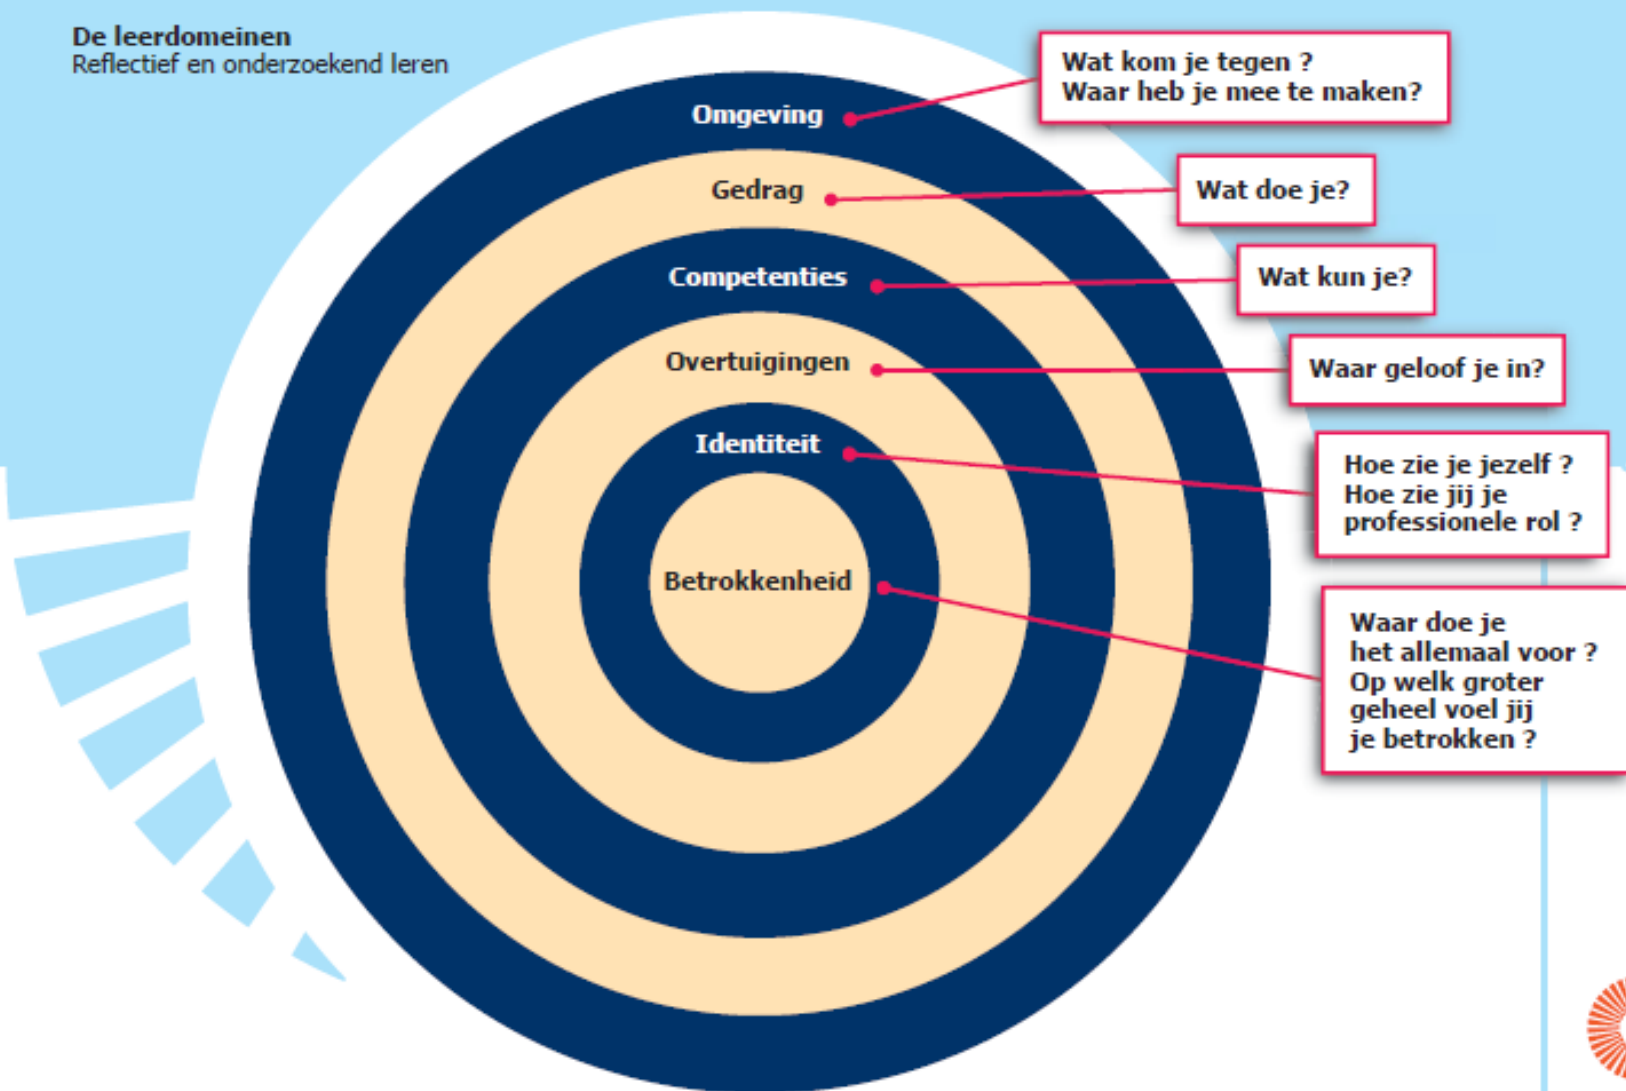 De leerdomeinen
Reflectief en onderzoekend leren
Omgeving
Wat kom je tegen ?
Waar heb je mee te maken?
Gedrag
Wat doe je?
Competenties
Wat kun je?
Overtuigingen
Waar geloof je in?
Identiteit
Hoe zie je jezelf ?
Hoe zie jij je
professionele rol ?
Betrokkenheid
Waar doe je
het allemaal voor ?
Op welk groter
geheel voel jij
je betrokken ?